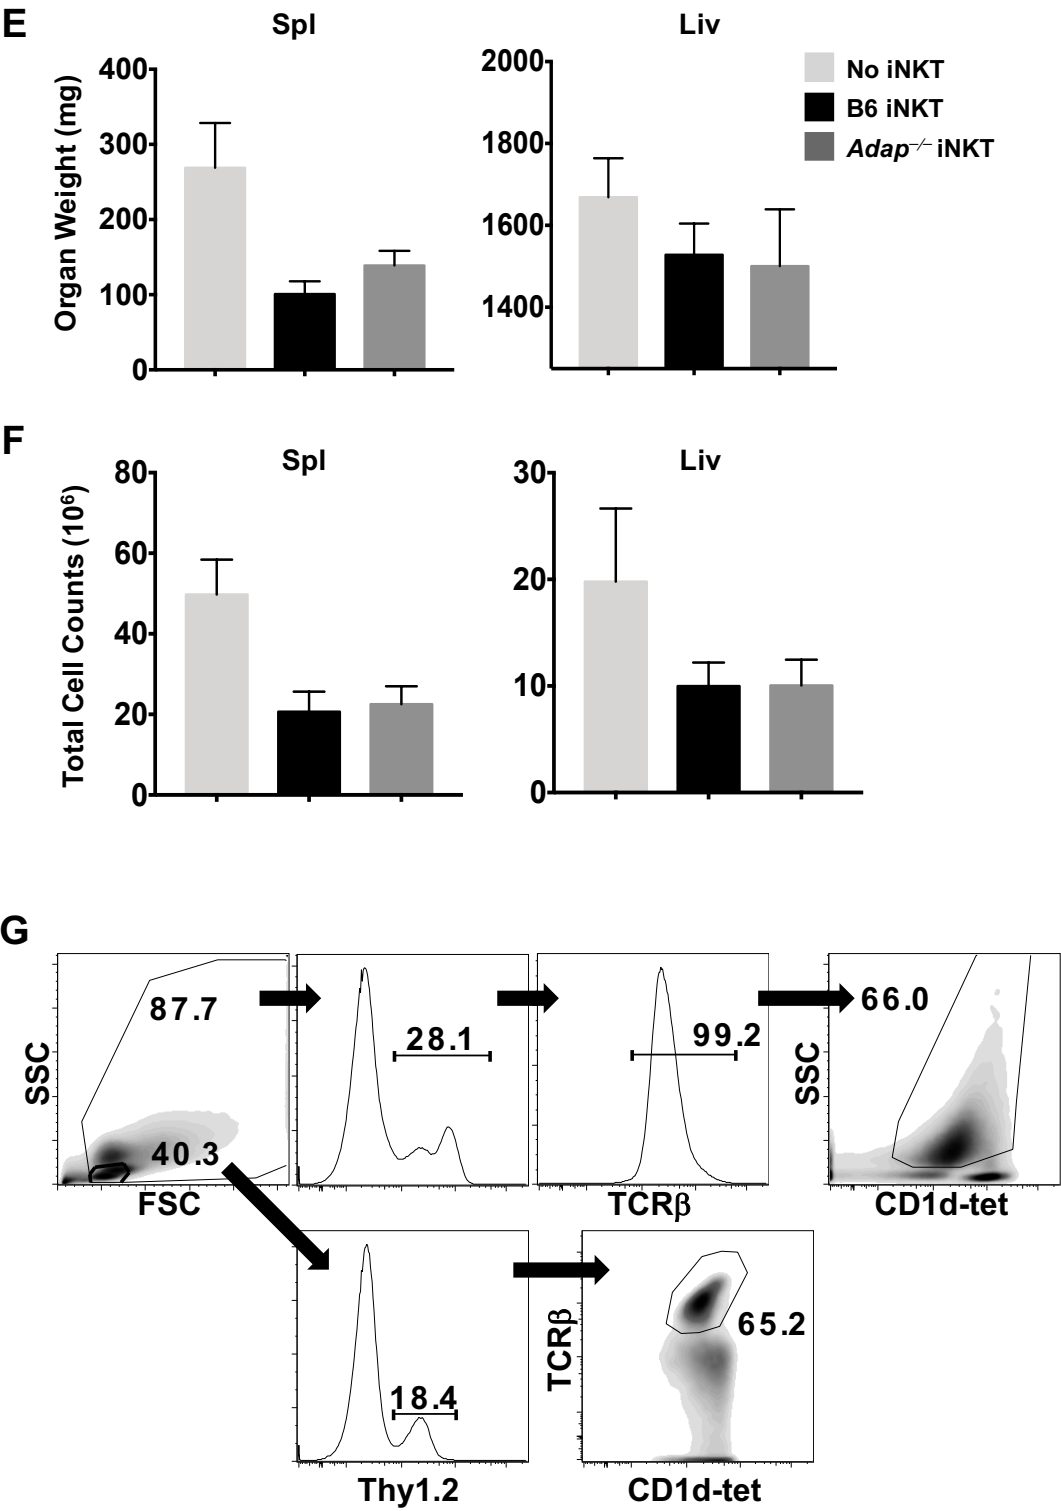 E
Spl
Liv
Organ Weight (mg)
400
300
200
100
0
2000
1800
1600
1400
No iNKT
B6 iNKT
Adap⁻/⁻ iNKT
F
Spl
Liv
Total Cell Counts (10⁶)
80
60
40
20
0
30
20
10
0
G
SSC
87.7
40.3
FSC
28.1
99.2
TCRβ
SSC
66.0
CD1d-tet
18.4
Thy1.2
TCRβ
65.2
CD1d-tet